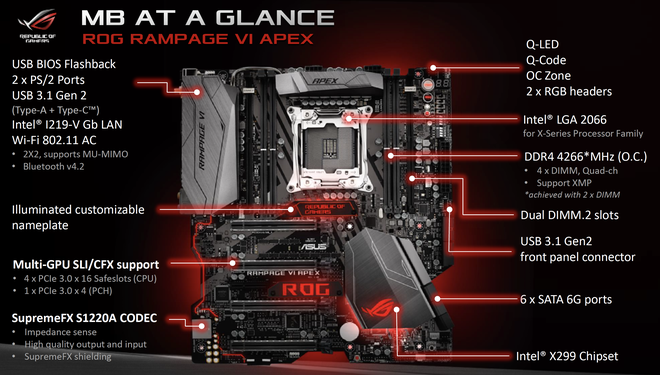 REPUBLIC OF
GAMERS
MB AT A GLANCE
ROG RAMPAGE VI APEX
USB BIOS Flashback
2 x PS/2 Ports
USB 3.1 Gen 2
(Type-A + Type-C™)
Intel® I219-V Gb LAN
Wi-Fi 802.11 AC
• 2X2, supports MU-MIMO
• Bluetooth v4.2
Illuminated customizable
nameplate
Multi-GPU SLI/CFX support
• 4 x PCIe 3.0 x 16 Safeslots (CPU)
• 1 x PCIe 3.0 x 4 (PCH)
SupremeFX S1220A CODEC
• Impedance sense
• High quality output and input
• SupremeFX shielding
APEX
RAMPAGE VI
REPUBLIC OF
GAMERS
ASUS
RAMPAGE VI APEX
ROG
Q-LED
Q-Code
OC Zone
2 x RGB headers
Intel® LGA 2066
for X-Series Processor Family
DDR4 4266*MHz (O.C.)
• 4 x DIMM, Quad-ch
• Support XMP
*achieved with 2 x DIMM
Dual DIMM.2 slots
USB 3.1 Gen2
front panel connector
6 x SATA 6G ports
Intel® X299 Chipset